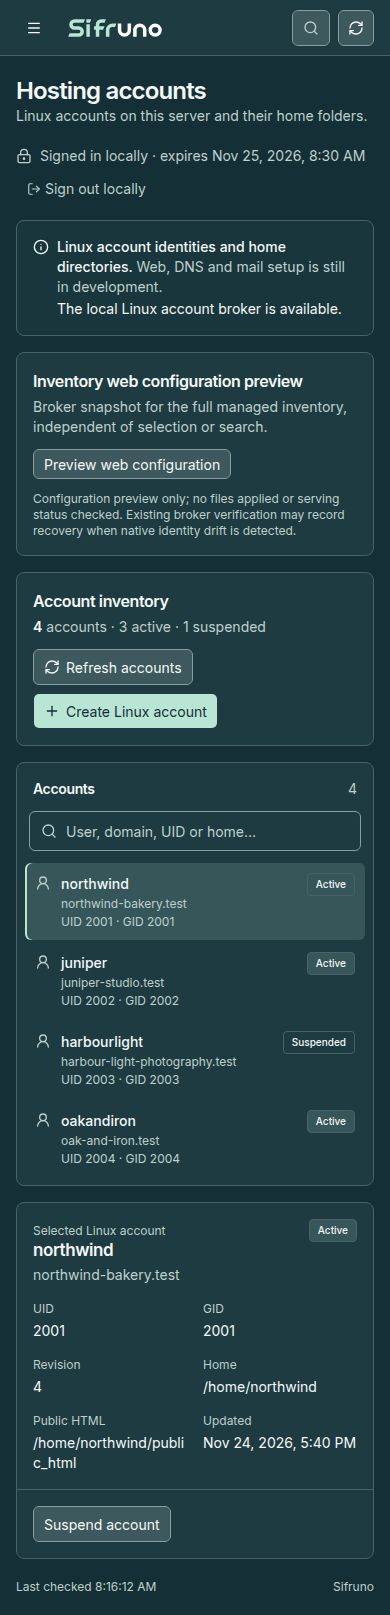 Sifruno
Hosting accounts
Linux accounts on this server and their home folders.
Signed in locally · expires Nov 25, 2026, 8:30 AM
Sign out locally
Linux account identities and home
directories. Web, DNS and mail setup is still
in development.
The local Linux account broker is available.
Inventory web configuration preview
Broker snapshot for the full managed inventory,
independent of selection or search.
Preview web configuration
Configuration preview only; no files applied or serving
status checked. Existing broker verification may record
recovery when native identity drift is detected.
Account inventory
4 accounts · 3 active · 1 suspended
Refresh accounts
Create Linux account
Accounts 4
User, domain, UID or home...
northwind Active
northwind-bakery.test
UID 2001 · GID 2001
juniper Active
juniper-studio.test
UID 2002 · GID 2002
harbourlight Suspended
harbour-light-photography.test
UID 2003 · GID 2003
oakandiron Active
oak-and-iron.test
UID 2004 · GID 2004
Selected Linux account Active
northwind
northwind-bakery.test
UID GID
2001 2001
Revision Home
4 /home/northwind
Public HTML Updated
/home/northwind/publi Nov 24, 2026, 5:40 PM
c_html
Suspend account
Last checked 8:16:12 AM Sifruno